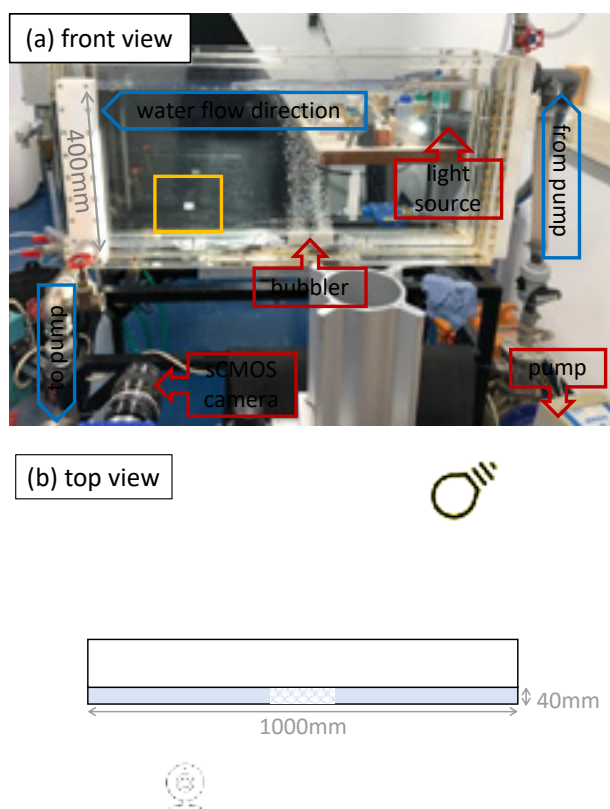 (a) front view
water flow direction
400mm
from pump
light
source
bubbler
to pump
sCMOS
camera
pump
(b) top view
40mm
1000mm